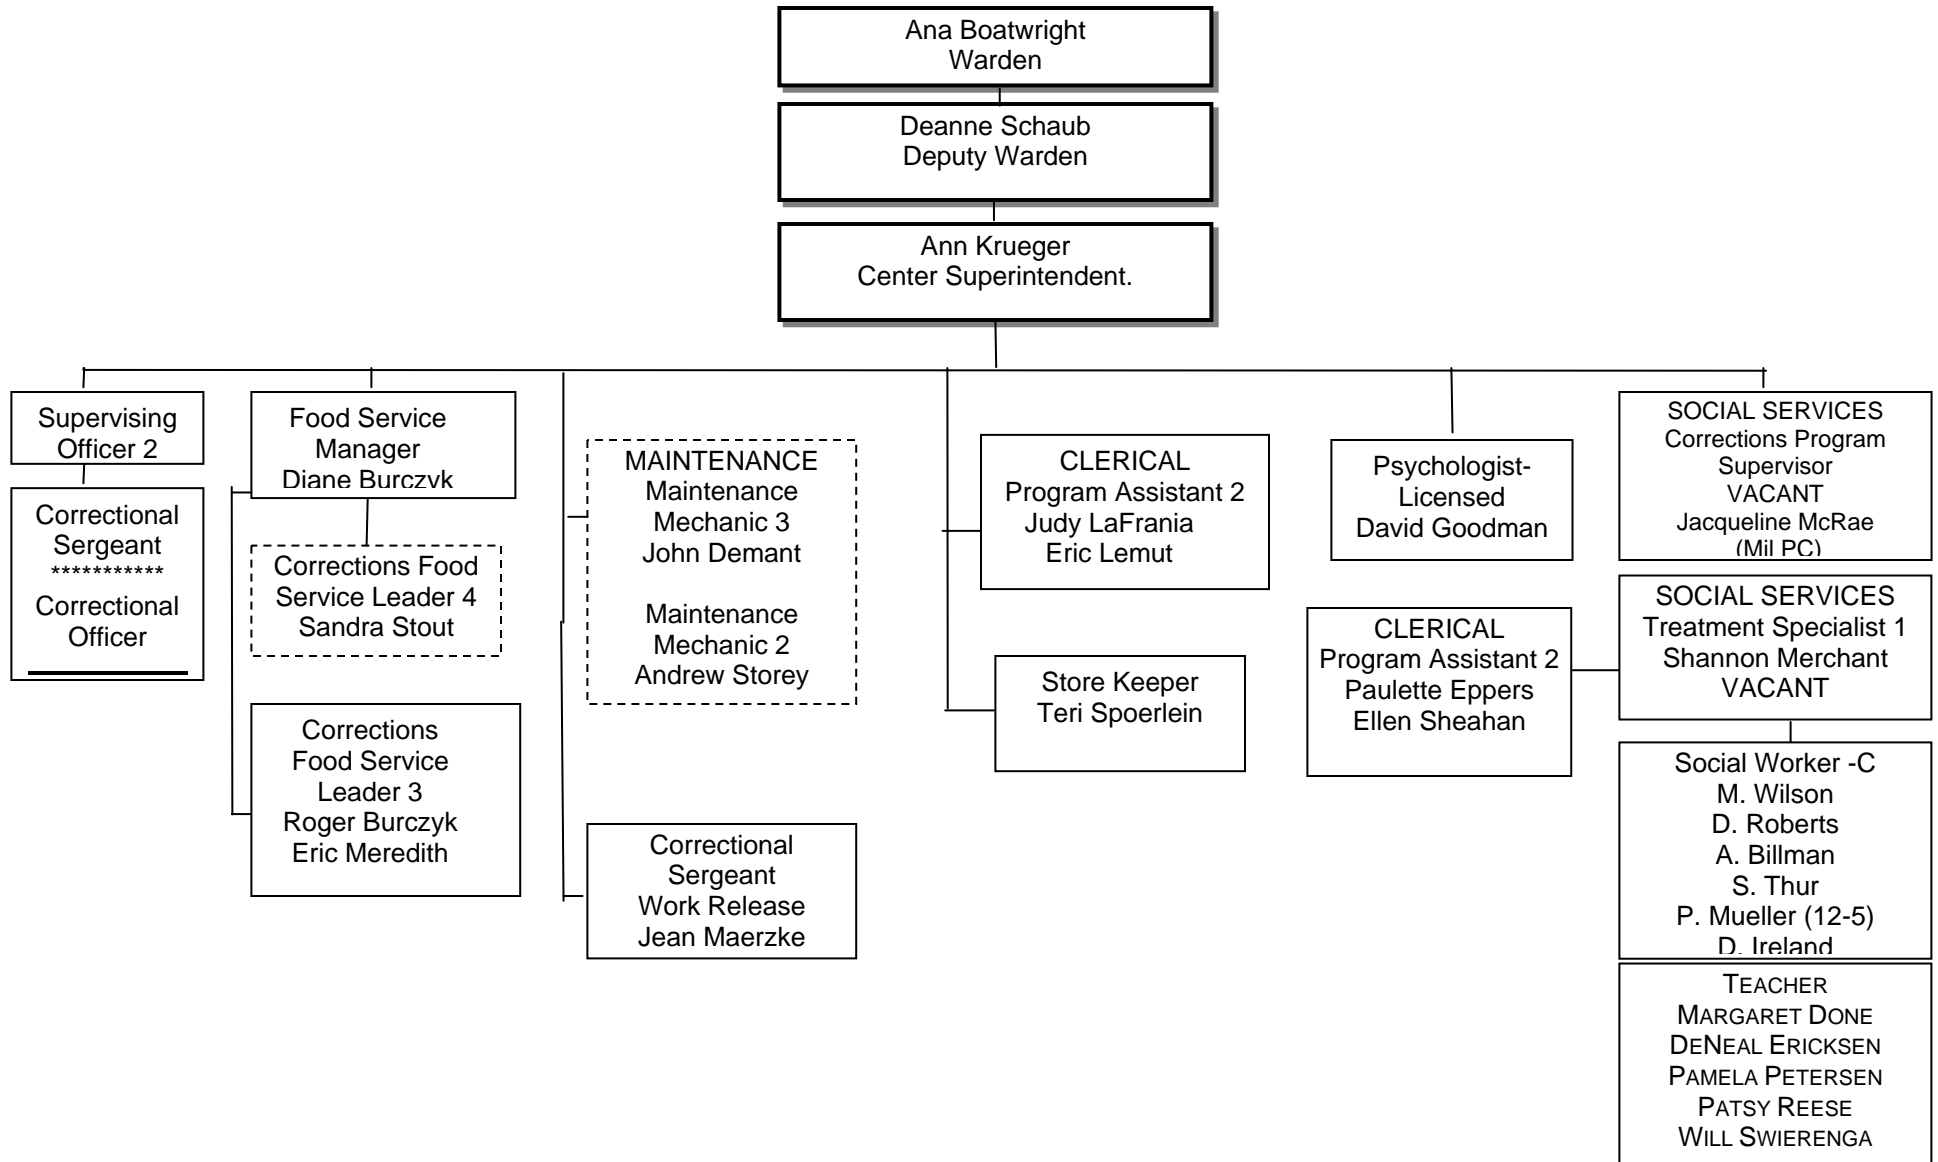 Ana Boatwright
Warden
Deanne Schaub
Deputy Warden
Ann Krueger
Center Superintendent.
Supervising
Officer 2
Correctional
Sergeant
***********
Correctional
Officer
Food Service
Manager
Diane Burczyk
Corrections Food
Service Leader 4
Sandra Stout
Corrections
Food Service
Leader 3
Roger Burczyk
Eric Meredith
MAINTENANCE
Maintenance
Mechanic 3
John Demant
Maintenance
Mechanic 2
Andrew Storey
Correctional
Sergeant
Work Release
Jean Maerzke
CLERICAL
Program Assistant 2
Judy LaFrania
Eric Lemut
Store Keeper
Teri Spoerlein
Psychologist-
Licensed
David Goodman
CLERICAL
Program Assistant 2
Paulette Eppers
Ellen Sheahan
SOCIAL SERVICES
Corrections Program
Supervisor
VACANT
Jacqueline McRae
(Mil PC)
SOCIAL SERVICES
Treatment Specialist 1
Shannon Merchant
VACANT
Social Worker -C
M. Wilson
D. Roberts
A. Billman
S. Thur
P. Mueller (12-5)
D. Ireland
TEACHER
MARGARET DONE
DENEAL ERICKSEN
PAMELA PETERSEN
PATSY REESE
WILL SWIERENGA